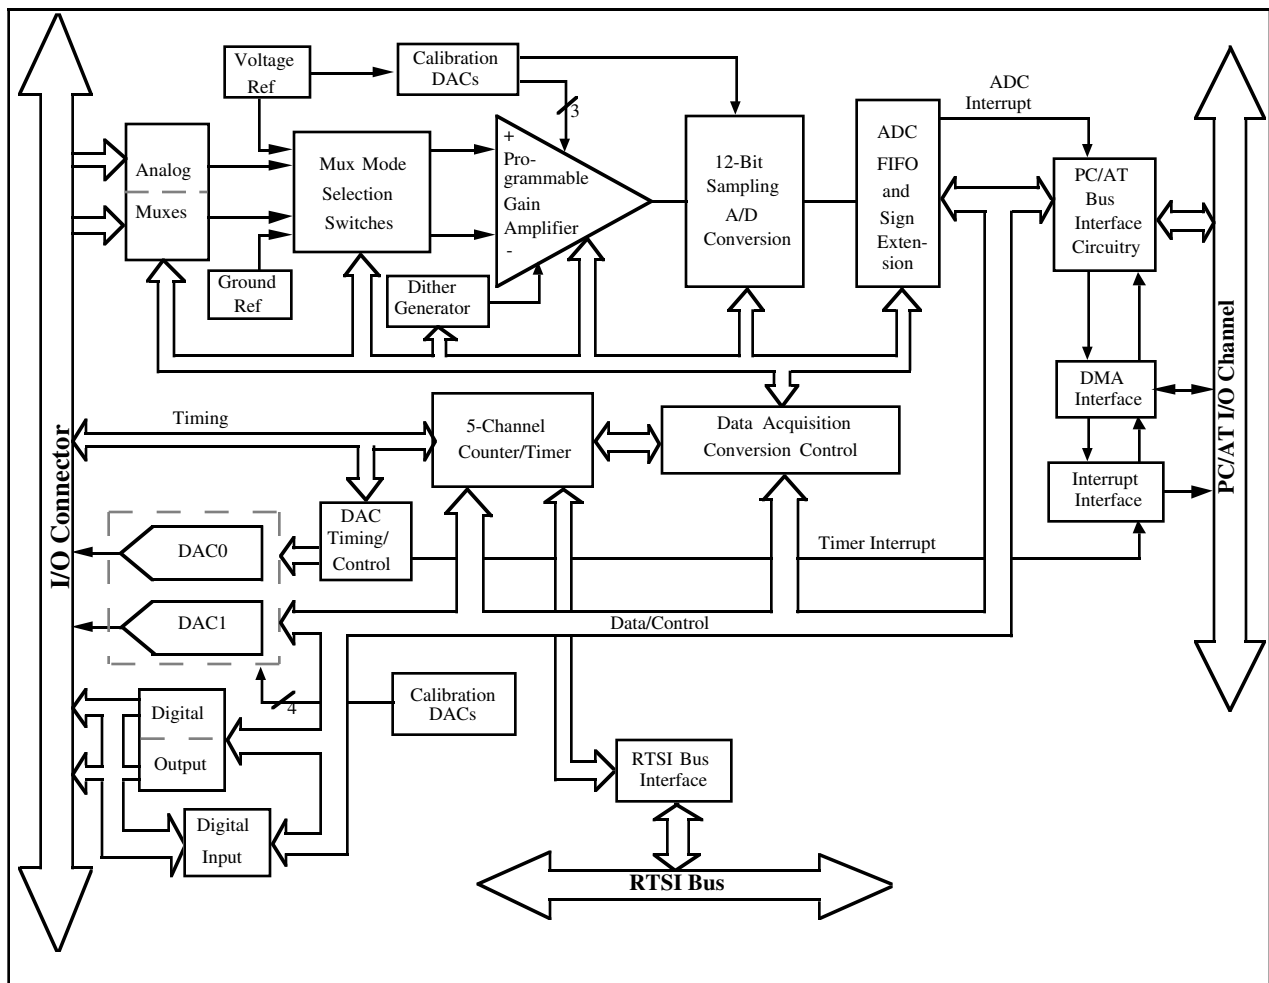 Voltage
Ref
Calibration
DACs
3
ADC
Interrupt
Analog
Muxes
Mux Mode
Selection
Switches
+
Pro-
grammable
Gain
Amplifier
-
12-Bit
Sampling
A/D
Conversion
ADC
FIFO
and
Sign
Exten-
sion
PC/AT
Bus
Interface
Circuitry
Ground
Ref
Dither
Generator
DMA
Interface
Timing
5-Channel
Counter/Timer
Data Acquisition
Conversion Control
Interrupt
Interface
I/O Connector
PC/AT I/O Channel
DAC
Timing/
Control
DAC0
Timer Interrupt
DAC1
Data/Control
4
Calibration
DACs
Digital
Output
RTSI Bus
Interface
Digital
Input
RTSI Bus